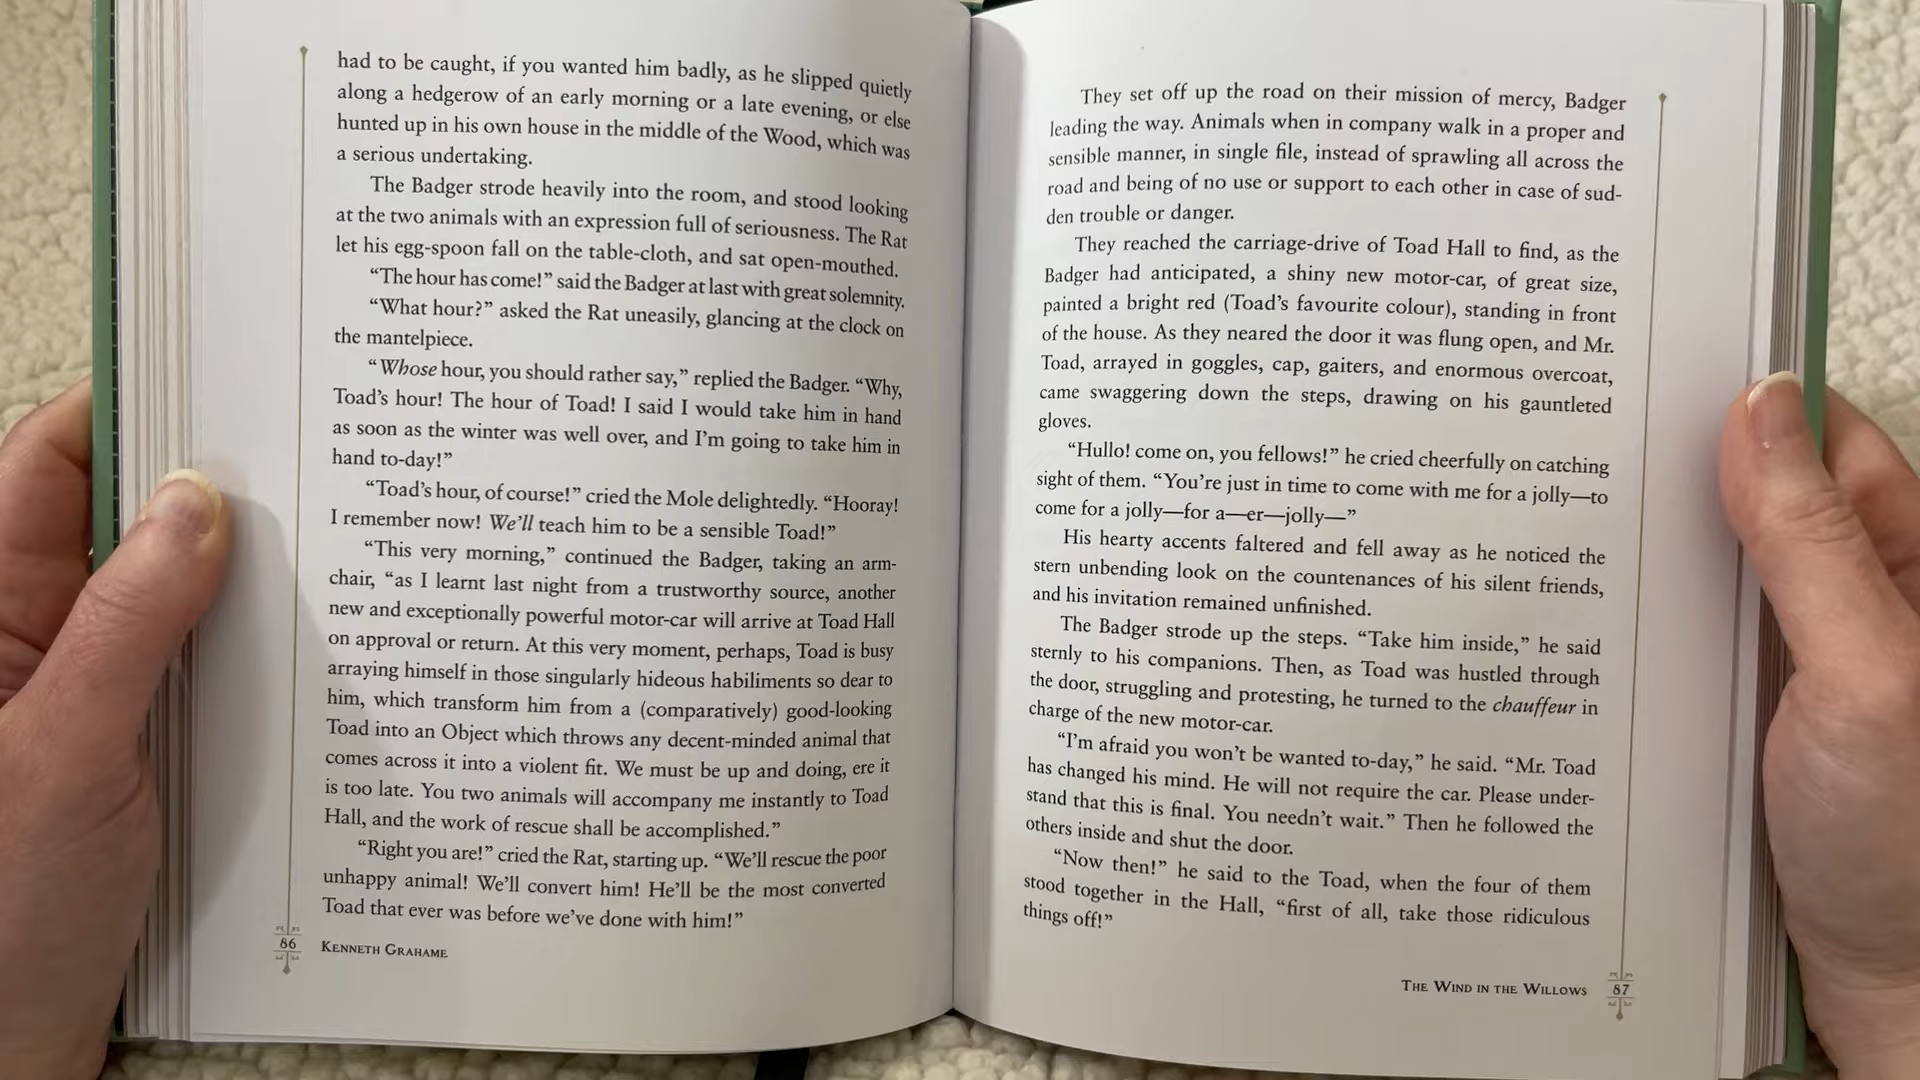 had to be caught, if you wanted him badly, as he slipped quietly
along a hedgerow of an early morning or a late evening, or else
hunted up in his own house in the middle of the Wood, which was
a serious undertaking.
The Badger strode heavily into the room, and stood looking
at the two animals with an expression full of seriousness. The Rat
let his egg-spoon fall on the table-cloth, and sat open-mouthed.
“The hour has come!” said the Badger at last with great solemnity.
“What hour?” asked the Rat uneasily, glancing at the clock on
the mantelpiece.
“Whose hour, you should rather say,” replied the Badger. “Why,
Toad’s hour! The hour of Toad! I said I would take him in hand
as soon as the winter was well over, and I’m going to take him in
hand to-day!”
“Toad’s hour, of course!” cried the Mole delightedly. “Hooray!
I remember now! We’ll teach him to be a sensible Toad!”
“This very morning,” continued the Badger, taking an arm-
chair, “as I learnt last night from a trustworthy source, another
new and exceptionally powerful motor-car will arrive at Toad Hall
on approval or return. At this very moment, perhaps, Toad is busy
arraying himself in those singularly hideous habiliments so dear to
him, which transform him from a (comparatively) good-looking
Toad into an Object which throws any decent-minded animal that
comes across it into a violent fit. We must be up and doing, ere it
is too late. You two animals will accompany me instantly to Toad
Hall, and the work of rescue shall be accomplished.”
“Right you are!” cried the Rat, starting up. “We’ll rescue the poor
unhappy animal! We’ll convert him! He’ll be the most converted
Toad that ever was before we’ve done with him!”
86 Kenneth Grahame
They set off up the road on their mission of mercy, Badger
leading the way. Animals when in company walk in a proper and
sensible manner, in single file, instead of sprawling all across the
road and being of no use or support to each other in case of sud-
den trouble or danger.
They reached the carriage-drive of Toad Hall to find, as the
Badger had anticipated, a shiny new motor-car, of great size,
painted a bright red (Toad’s favourite colour), standing in front
of the house. As they neared the door it was flung open, and Mr.
Toad, arrayed in goggles, cap, gaiters, and enormous overcoat,
came swaggering down the steps, drawing on his gauntleted
gloves.
“Hullo! come on, you fellows!” he cried cheerfully on catching
sight of them. “You’re just in time to come with me for a jolly—to
come for a jolly—for a—er—jolly—”
His hearty accents faltered and fell away as he noticed the
stern unbending look on the countenances of his silent friends,
and his invitation remained unfinished.
The Badger strode up the steps. “Take him inside,” he said
sternly to his companions. Then, as Toad was hustled through
the door, struggling and protesting, he turned to the chauffeur in
charge of the new motor-car.
“I’m afraid you won’t be wanted to-day,” he said. “Mr. Toad
has changed his mind. He will not require the car. Please under-
stand that this is final. You needn’t wait.” Then he followed the
others inside and shut the door.
“Now then!” he said to the Toad, when the four of them
stood together in the Hall, “first of all, take those ridiculous
things off!”
The Wind in the Willows 87